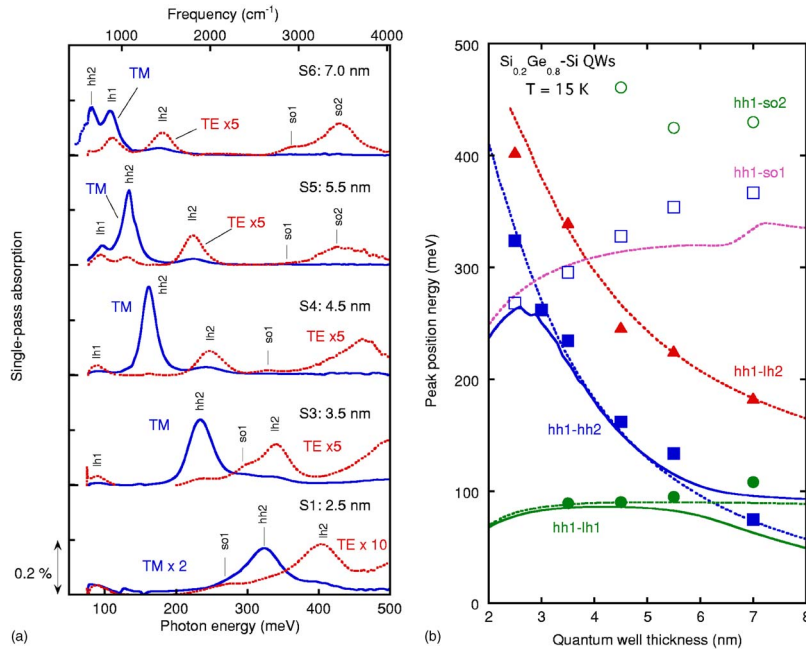 Frequency (cm⁻¹)
1000 2000 3000 4000
(a)
Single-pass absorption
S6: 7.0 nm
hh2
lh1
TM
lh2
TE x5
so1
so2
S5: 5.5 nm
TM
hh2
lh1
lh2
TE x5
so1
so2
S4: 4.5 nm
TM
hh2
lh1
lh2
so1
TE x5
S3: 3.5 nm
TM
hh2
lh1
so1
lh2
TE x5
S1: 2.5 nm
0.2 %
TM x 2
so1
hh2
lh2
TE x 10
100 200 300 400 500
Photon energy (meV)
(b)
Peak position nergy (meV)
500
400
300
200
100
0
Si0.2Ge0.8-Si QWs
T = 15 K
hh1-so2
hh1-so1
hh1-lh2
hh1-hh2
hh1-lh1
2 3 4 5 6 7 8
Quantum well thickness (nm)